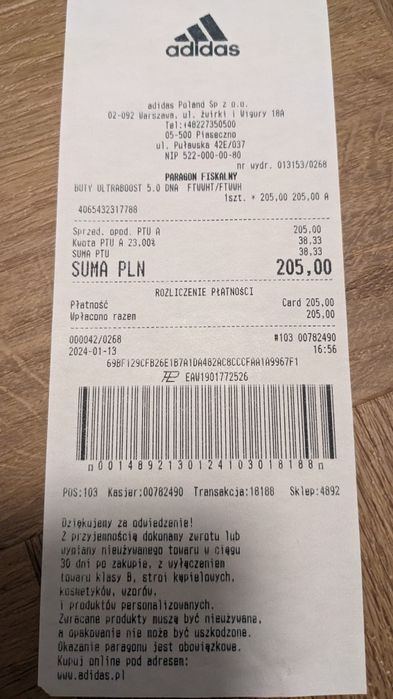 adidas
adidas Poland Sp z o.o.
02-092 Warszawa, ul. Żwirki i Wigury 18A
Tel:+48227350500
05-500 Piaseczno
ul. Puławska 42E/037
NIP 522-000-00-80
nr wydr. 013153/0268
PARAGON FISKALNY
BUTY ULTRABOOST 5.0 DNA FTWWHT/FTWWH
1szt. * 205,00 205,00 A
4065432317788
Sprzed. opod. PTU A 205,00
Kwota PTU A 23,00% 38,33
SUMA PTU 38,33
SUMA PLN 205,00
ROZLICZENIE PŁATNOŚCI
Płatność Card 205,00
Wpłacono razem 205,00
000042/0268 #103 00782490
2024-01-13 16:56
69BF129CFB26E1B7A1DA482AC8CCCFAA1A9967F1
EAW1901772526
n0014892130124103018188n
POS:103 Kasjer:00782490 Transakcja:18188 Sklep:4892
Dziękujemy za odwiedzenie!
Z przyjemnością dokonamy zwrotu lub
wymiany nieużywanego towaru w ciągu
30 dni po zakupie, z wyłączeniem
towaru klasy B, stroi kąpielowych,
kosmetyków, wzorów,
i produktów personalizowanych.
Zwracane produkty muszą być nieużywane,
a opakowanie nie może być uszkodzone.
Okazanie paragonu jest obowiązkowe.
Kupuj online pod adresem:
www.adidas.pl